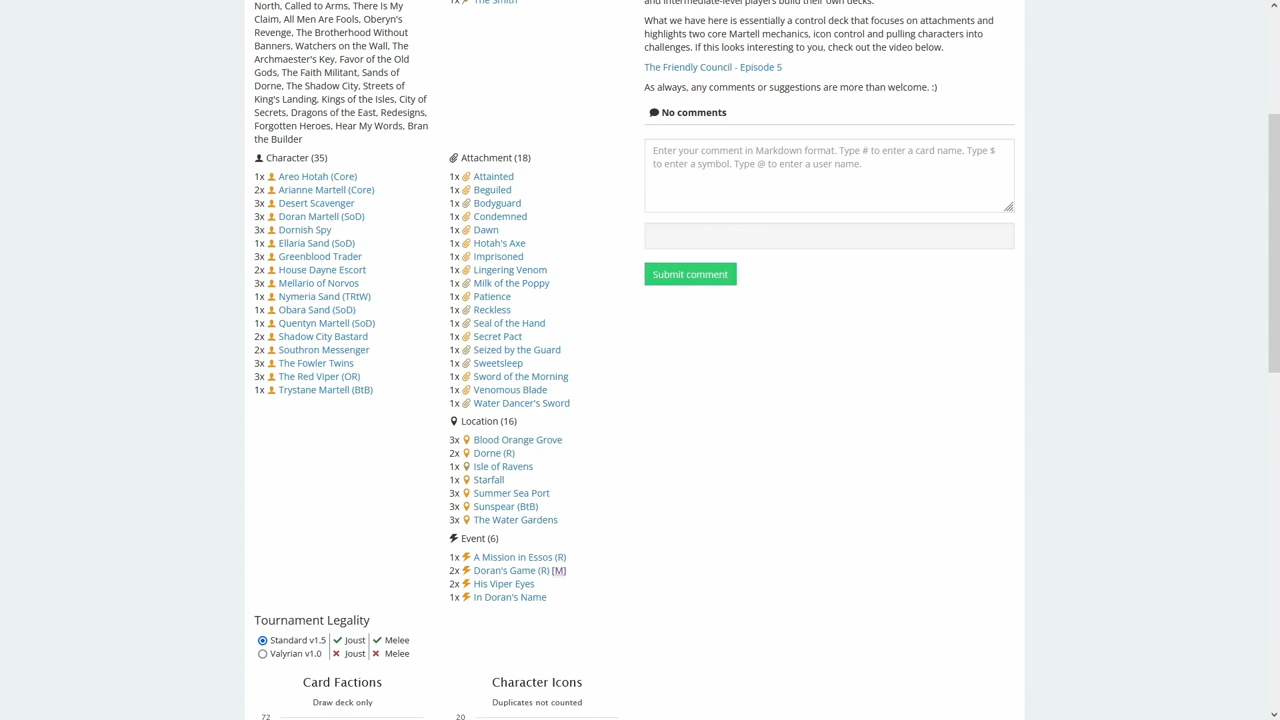 North, Called to Arms, There Is My
Claim, All Men Are Fools, Oberyn's
Revenge, The Brotherhood Without
Banners, Watchers on the Wall, The
Archmaester's Key, Favor of the Old
Gods, The Faith Militant, Sands of
Dorne, The Shadow City, Streets of
King's Landing, Kings of the Isles, City of
Secrets, Dragons of the East, Redesigns,
Forgotten Heroes, Hear My Words, Bran
the Builder
Character (35)
1x Areo Hotah (Core)
2x Arianne Martell (Core)
3x Desert Scavenger
3x Doran Martell (SoD)
3x Dornish Spy
1x Ellaria Sand (SoD)
3x Greenblood Trader
2x House Dayne Escort
3x Mellario of Norvos
1x Nymeria Sand (TRtW)
1x Obara Sand (SoD)
1x Quentyn Martell (SoD)
2x Shadow City Bastard
2x Southron Messenger
3x The Fowler Twins
3x The Red Viper (OR)
1x Trystane Martell (BtB)
1x The Smith
Attachment (18)
1x Attainted
1x Beguiled
1x Bodyguard
1x Condemned
1x Dawn
1x Hotah's Axe
1x Imprisoned
1x Lingering Venom
1x Milk of the Poppy
1x Patience
1x Reckless
1x Seal of the Hand
1x Secret Pact
1x Seized by the Guard
1x Sweetsleep
1x Sword of the Morning
1x Venomous Blade
1x Water Dancer's Sword
Location (16)
3x Blood Orange Grove
2x Dorne (R)
1x Isle of Ravens
1x Starfall
3x Summer Sea Port
3x Sunspear (BtB)
3x The Water Gardens
Event (6)
1x A Mission in Essos (R)
2x Doran's Game (R) [M]
2x His Viper Eyes
1x In Doran's Name
Tournament Legality
Standard v1.5 Joust Melee
Valyrian v1.0 Joust Melee
Card Factions
Draw deck only
72
Character Icons
Duplicates not counted
20
and intermediate-level players build their own decks.
What we have here is essentially a control deck that focuses on attachments and
highlights two core Martell mechanics, icon control and pulling characters into
challenges. If this looks interesting to you, check out the video below.
The Friendly Council - Episode 5
As always, any comments or suggestions are more than welcome. :)
No comments
Enter your comment in Markdown format. Type # to enter a card name. Type $
to enter a symbol. Type @ to enter a user name.
Submit comment